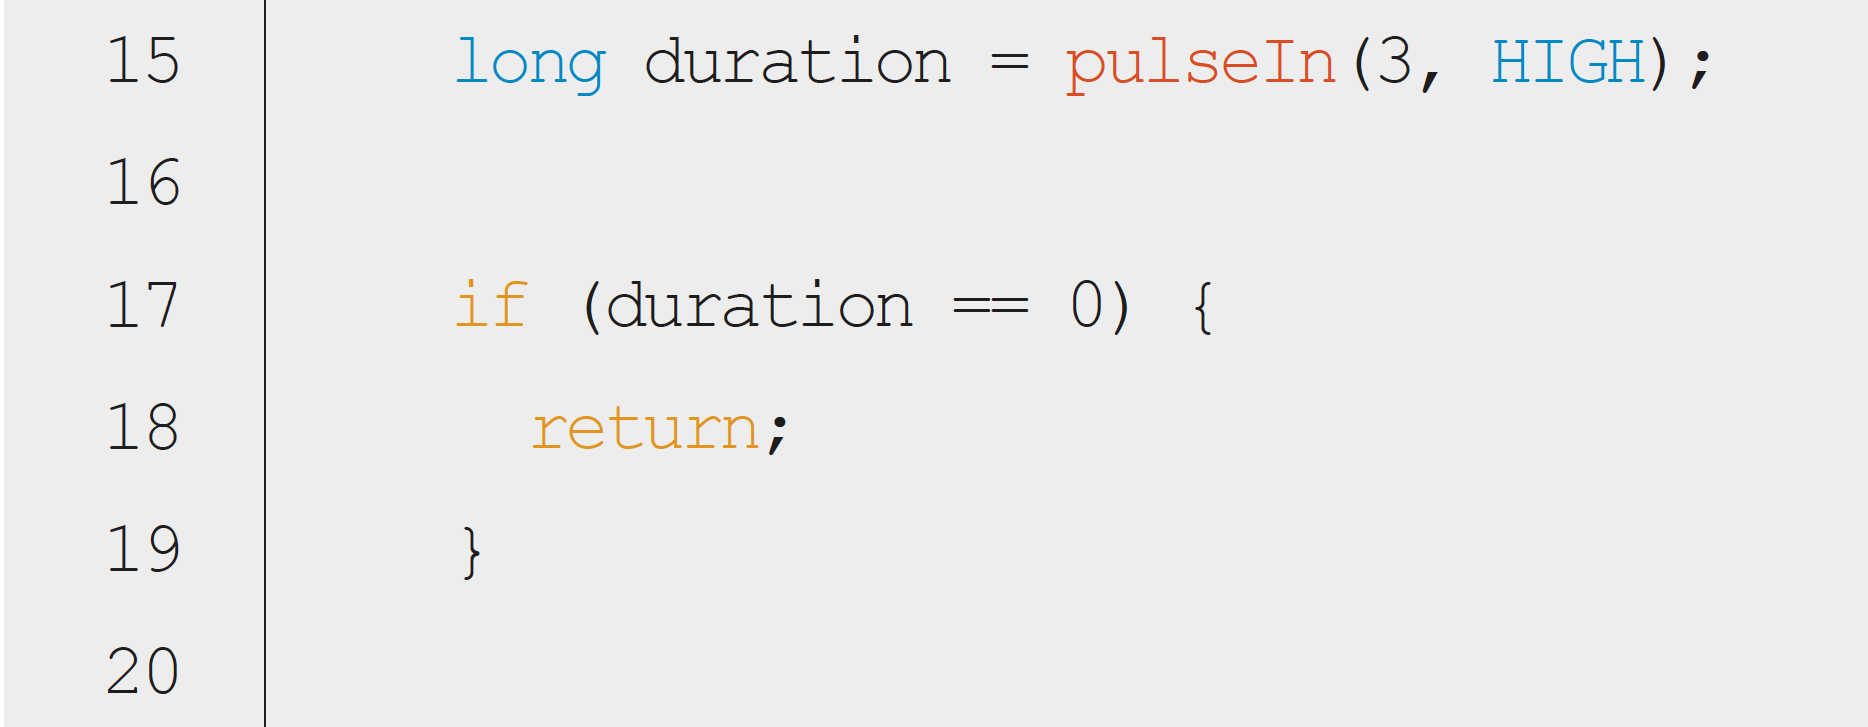 15 long duration = pulseIn(3, HIGH);
16
17 if (duration == 0) {
18 return;
19 }
20